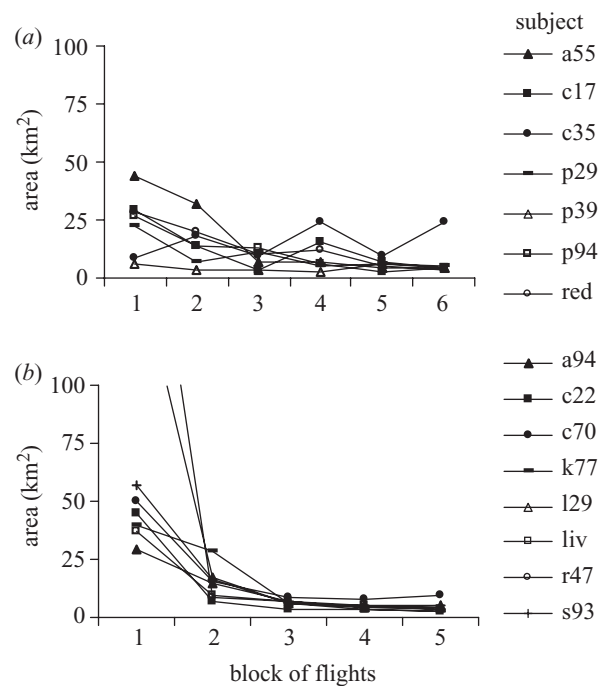 subject
(a)
100
75
50
25
0
area (km²)
1 2 3 4 5 6
a55
c17
c35
p29
p39
p94
red
(b)
100
75
50
25
0
area (km²)
1 2 3 4 5
block of flights
a94
c22
c70
k77
l29
liv
r47
s93